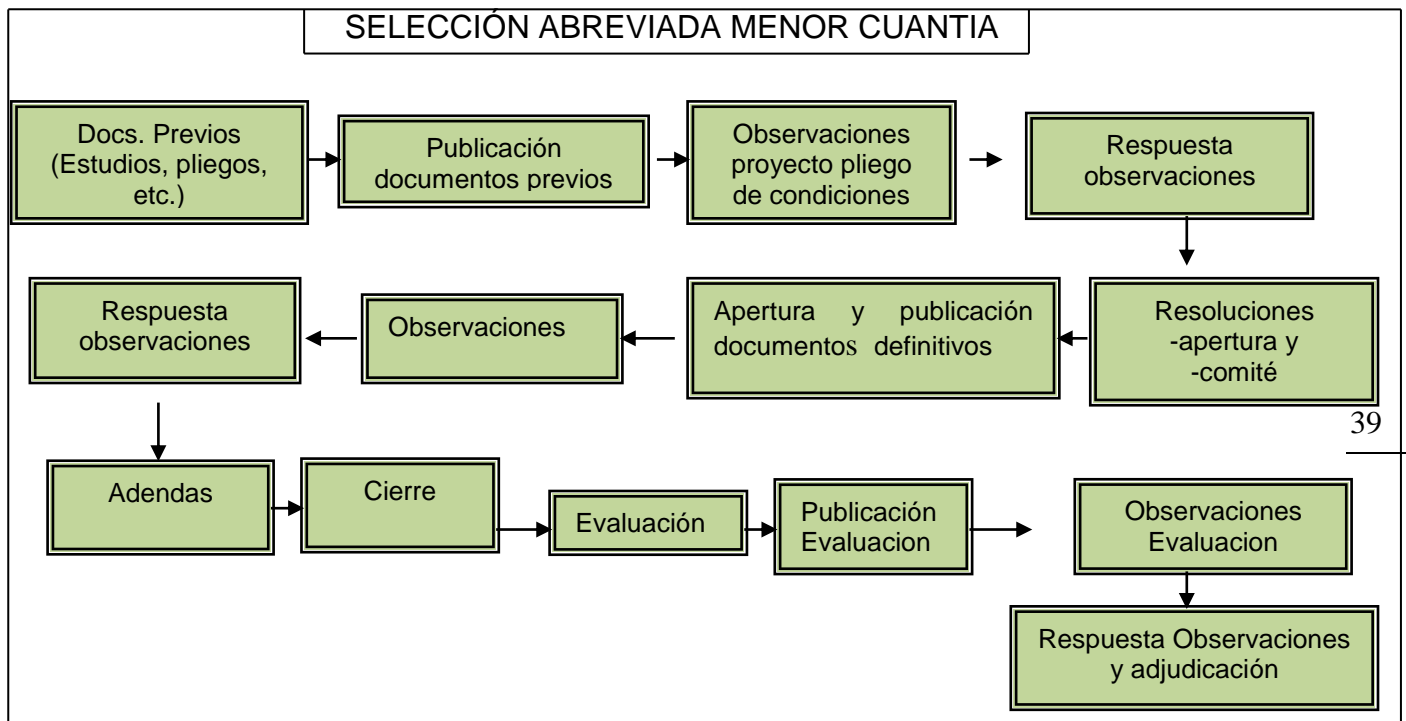 SELECCIÓN ABREVIADA MENOR CUANTIA
Docs. Previos
(Estudios, pliegos,
etc.)
Publicación
documentos previos
Observaciones
proyecto pliego
de condiciones
Respuesta
observaciones
Resoluciones
-apertura y
-comité
Apertura y publicación
documentos definitivos
Observaciones
Respuesta
observaciones
39
Adendas
Cierre
Evaluación
Publicación
Evaluacion
Observaciones
Evaluacion
Respuesta Observaciones
y adjudicación